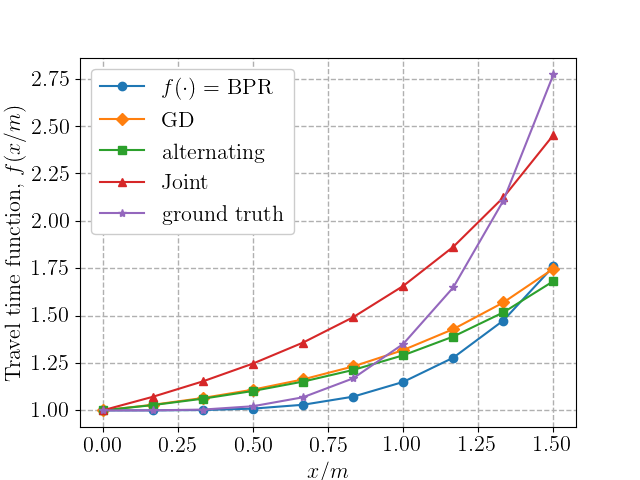 f(·) = BPR
GD
alternating
Joint
ground truth
Travel time function, f(x/m)
2.75
2.50
2.25
2.00
1.75
1.50
1.25
1.00
0.00 0.25 0.50 0.75 1.00 1.25 1.50
x/m